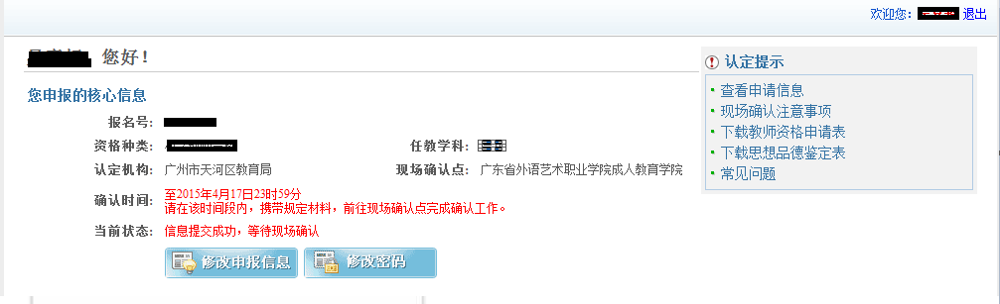 欢迎您： 退出
您好！
认定提示
查看申请信息
现场确认注意事项
下载教师资格申请表
下载思想品德鉴定表
常见问题
您申报的核心信息
报名号：
资格种类： 任教学科：
认定机构： 广州市天河区教育局 现场确认点： 广东省外语艺术职业学院成人教育学院
确认时间： 至2015年4月17日23时59分
请在该时间段内，携带规定材料，前往现场确认点完成确认工作。
当前状态： 信息提交成功，等待现场确认
修改申报信息 修改密码